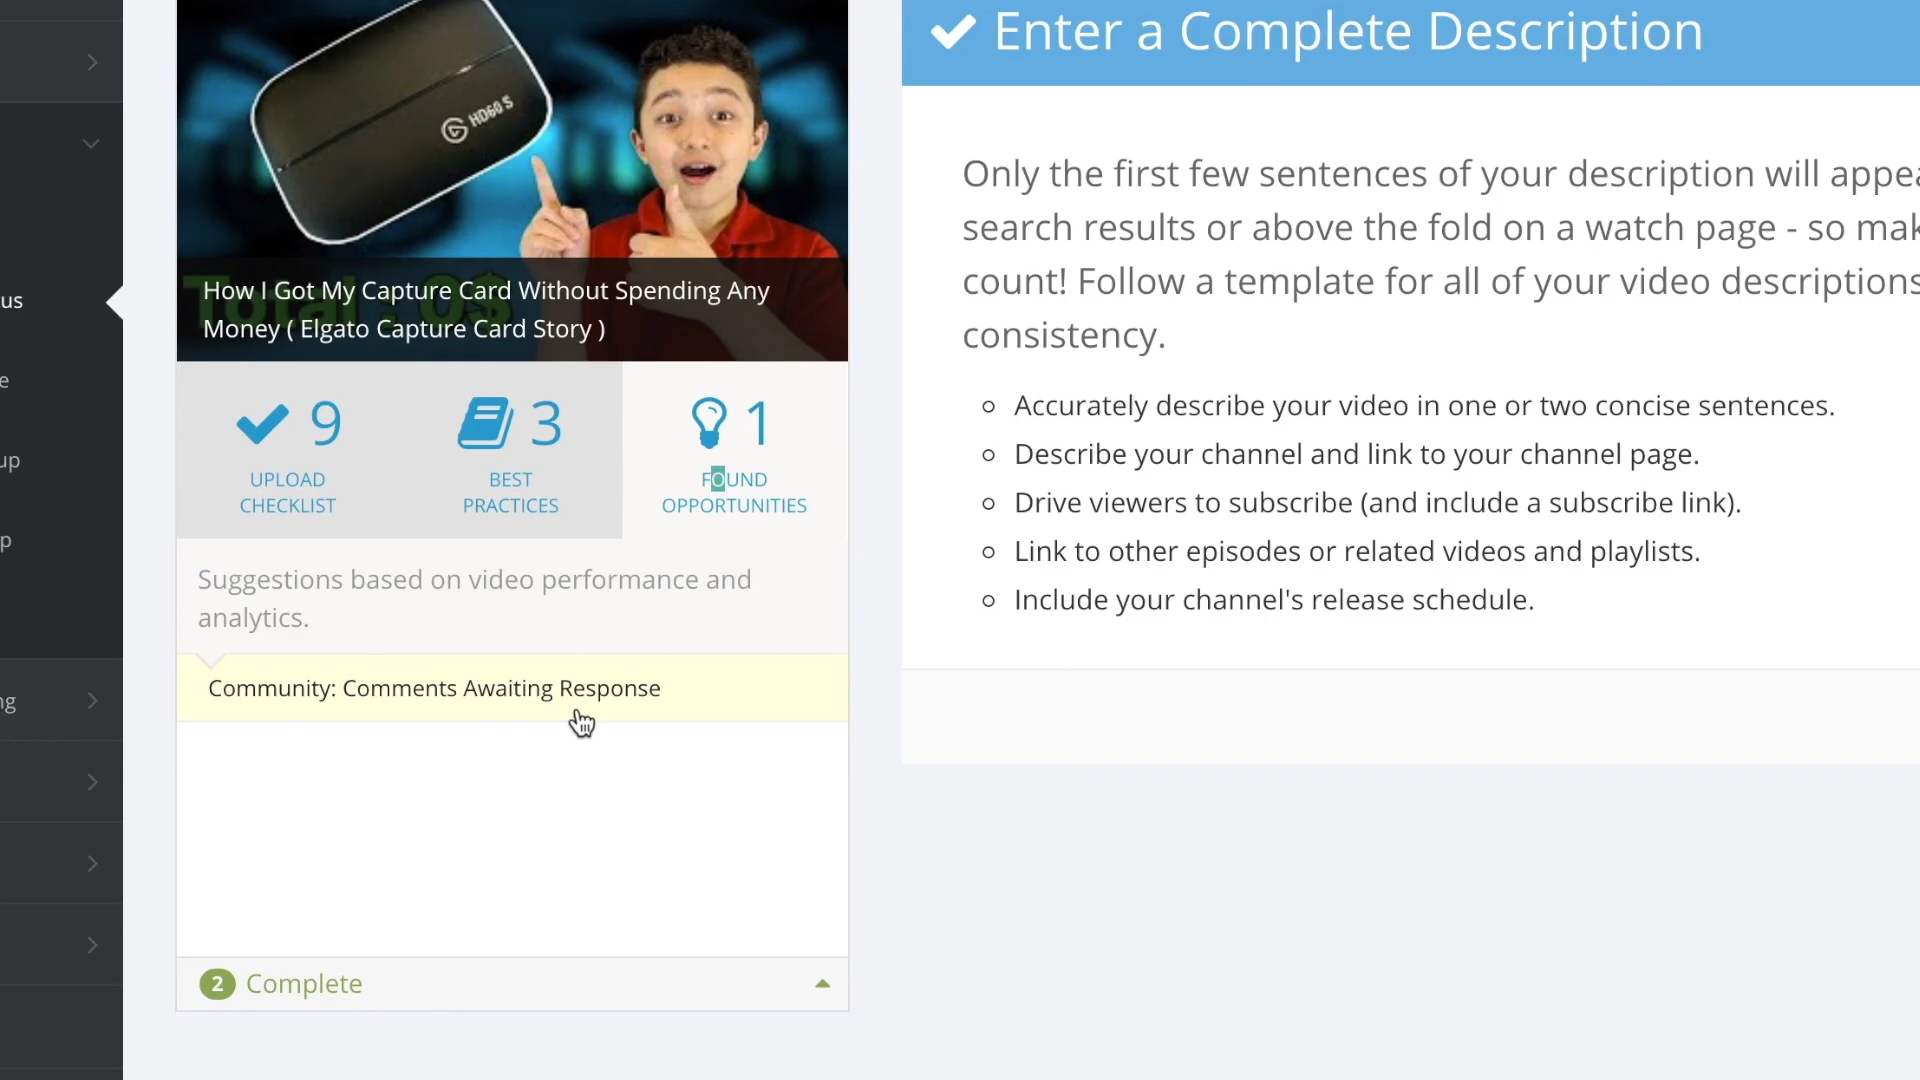 Enter a Complete Description
HD60 S
Total: 0$
How I Got My Capture Card Without Spending Any
Money ( Elgato Capture Card Story )
9
UPLOAD
CHECKLIST
3
BEST
PRACTICES
1
FOUND
OPPORTUNITIES
Suggestions based on video performance and
analytics.
Community: Comments Awaiting Response
2 Complete
Only the first few sentences of your description will
search results or above the fold on a watch page - so
count! Follow a template for all of your video descriptions
consistency.
Accurately describe your video in one or two concise sentences.
Describe your channel and link to your channel page.
Drive viewers to subscribe (and include a subscribe link).
Link to other episodes or related videos and playlists.
Include your channel's release schedule.